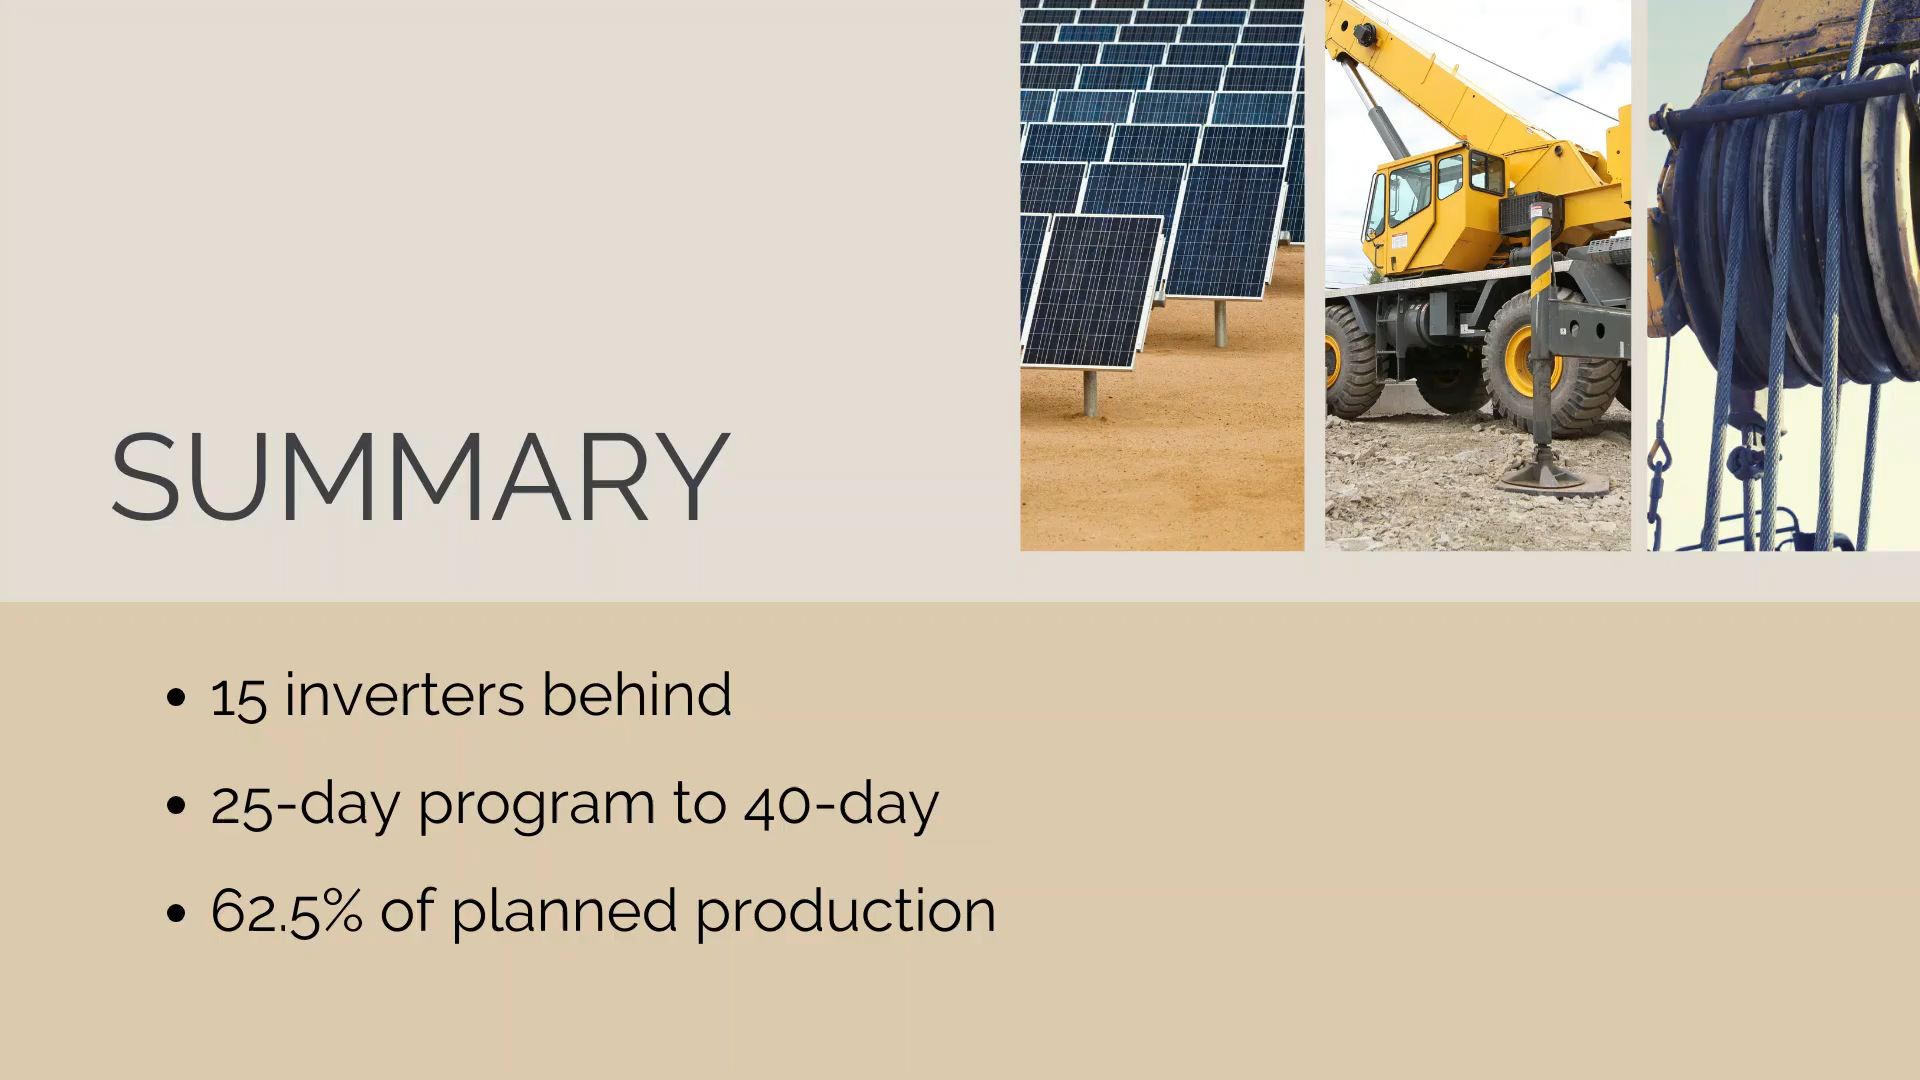 SUMMARY
• 15 inverters behind
• 25-day program to 40-day
• 62.5% of planned production